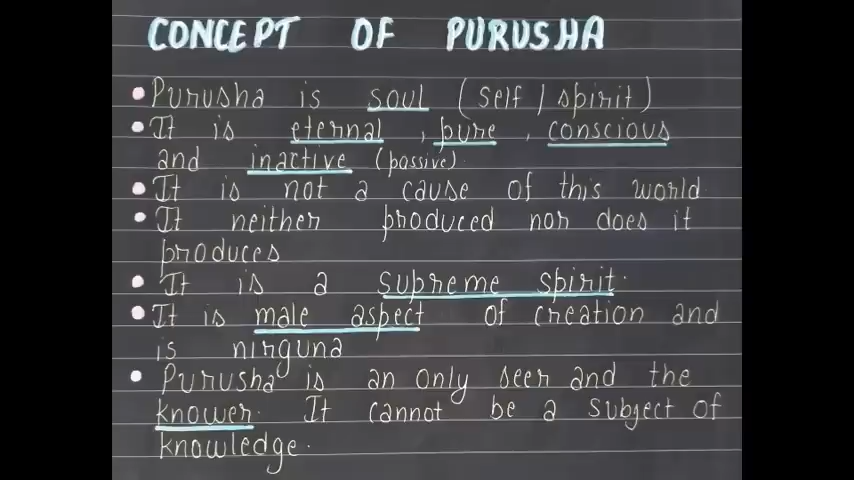 CONCEPT OF PURUSHA
• Purusha is soul (self / spirit)
• It is eternal, pure, conscious
and inactive (passive).
• It is not a cause of this world
• It neither produced nor does it
produces
• It is a supreme spirit.
• It is male aspect of creation and
is nirguna
• Purusha is an only seer and the
knower. It cannot be a subject of
knowledge.